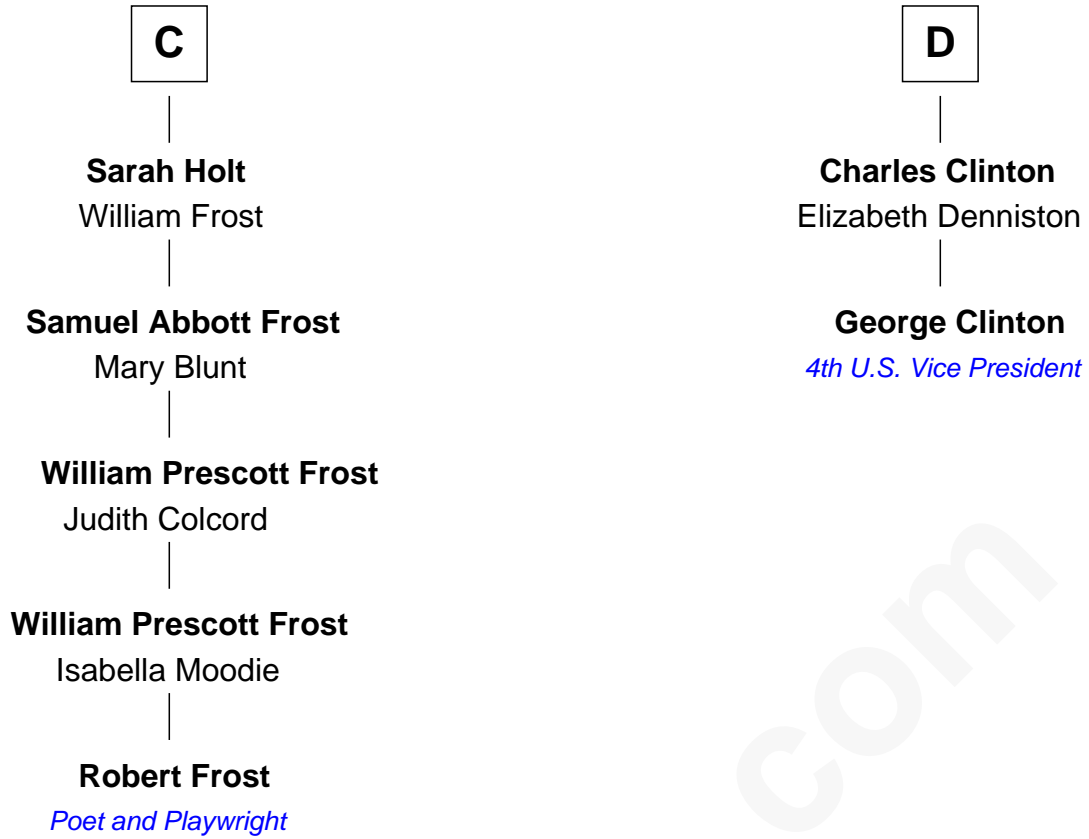 C
Sarah Holt
William Frost
Samuel Abbott Frost
Mary Blunt
William Prescott Frost
Judith Colcord
William Prescott Frost
Isabella Moodie
Robert Frost
Poet and Playwright
D
Charles Clinton
Elizabeth Denniston
George Clinton
4th U.S. Vice President
com